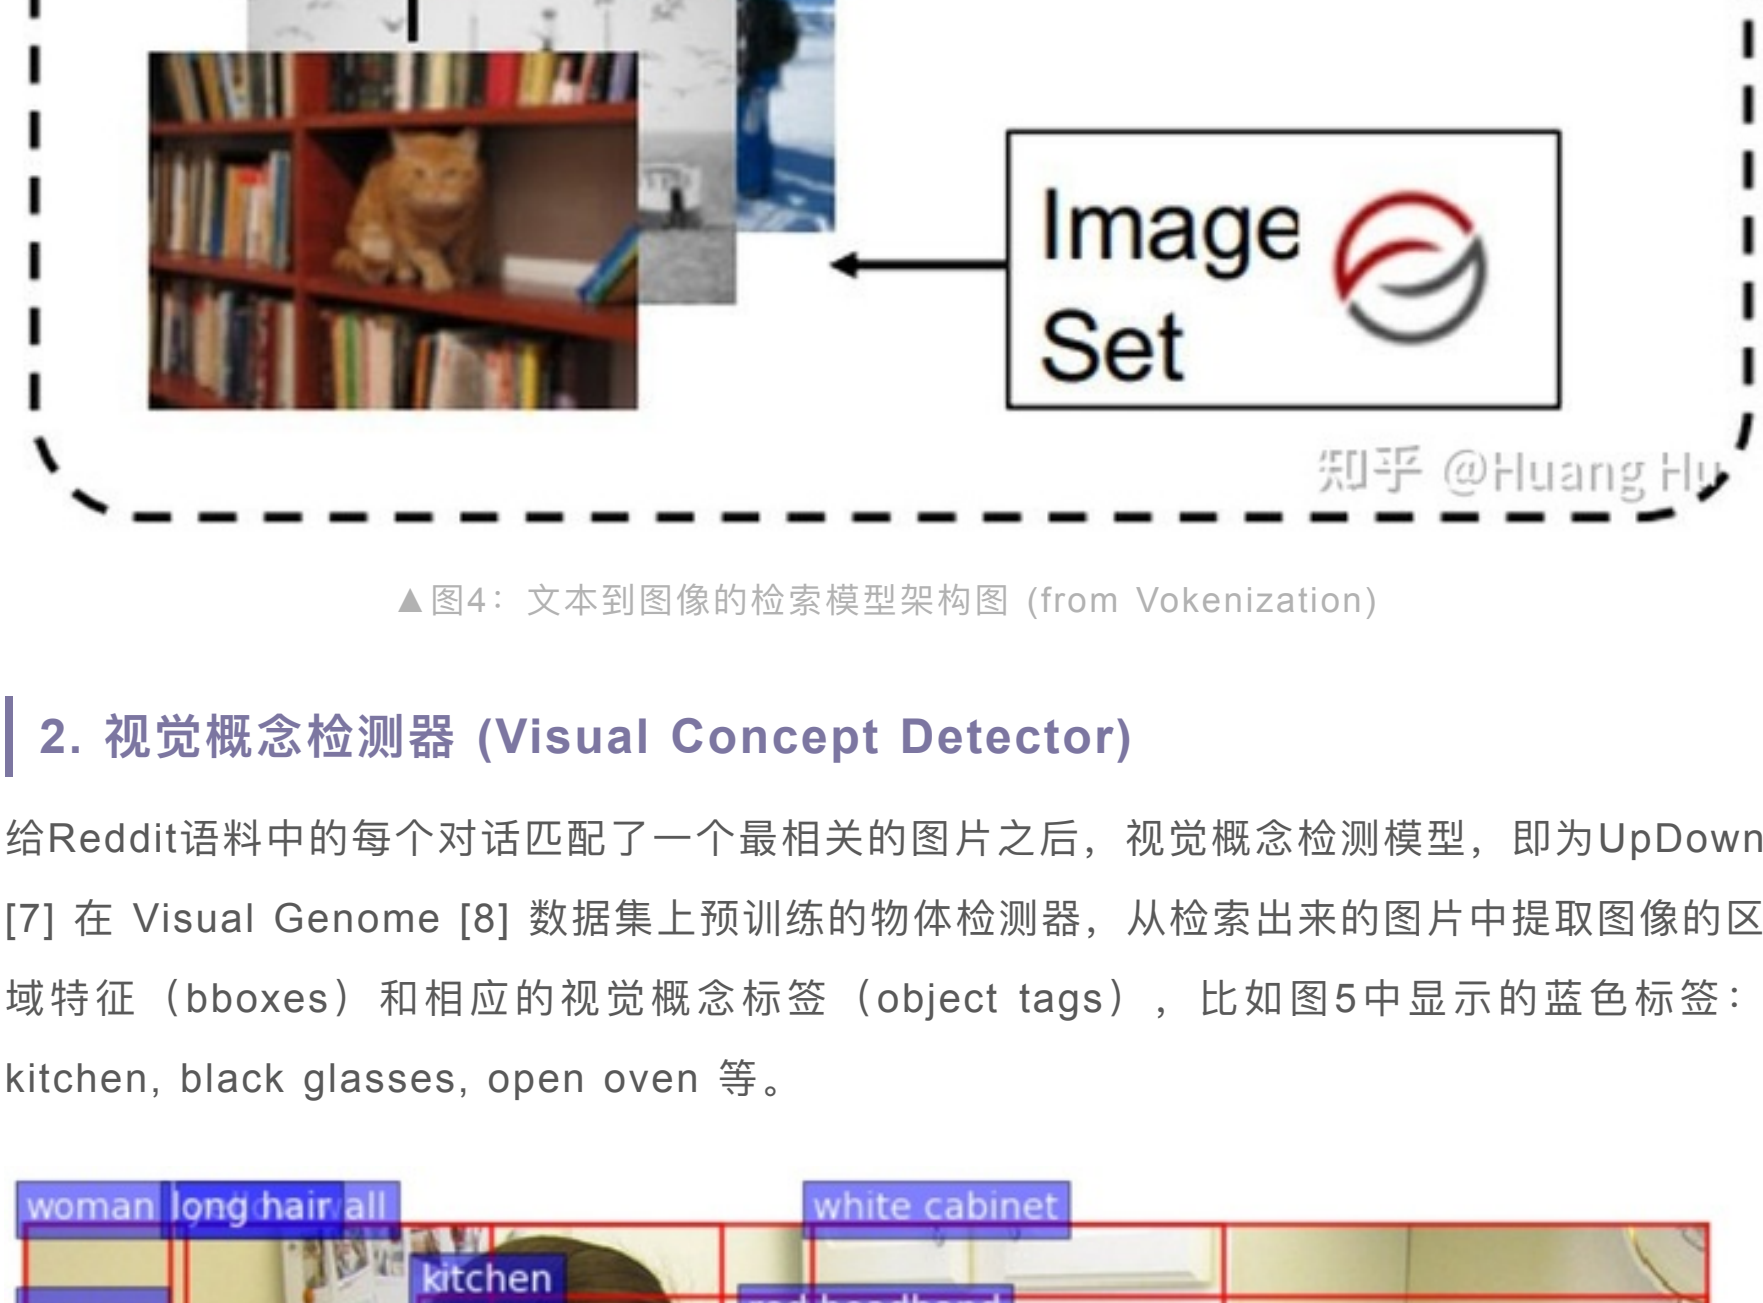 Image
Set
知乎 @Huang Hu
▲图4：文本到图像的检索模型架构图 (from Vokenization)
2. 视觉概念检测器 (Visual Concept Detector)
给Reddit语料中的每个对话匹配了一个最相关的图片之后，视觉概念检测模型，即为UpDown
[7] 在 Visual Genome [8] 数据集上预训练的物体检测器，从检索出来的图片中提取图像的区
域特征（bboxes）和相应的视觉概念标签（object tags），比如图5中显示的蓝色标签：
kitchen, black glasses, open oven 等。
woman long hair wall white cabinet
kitchen